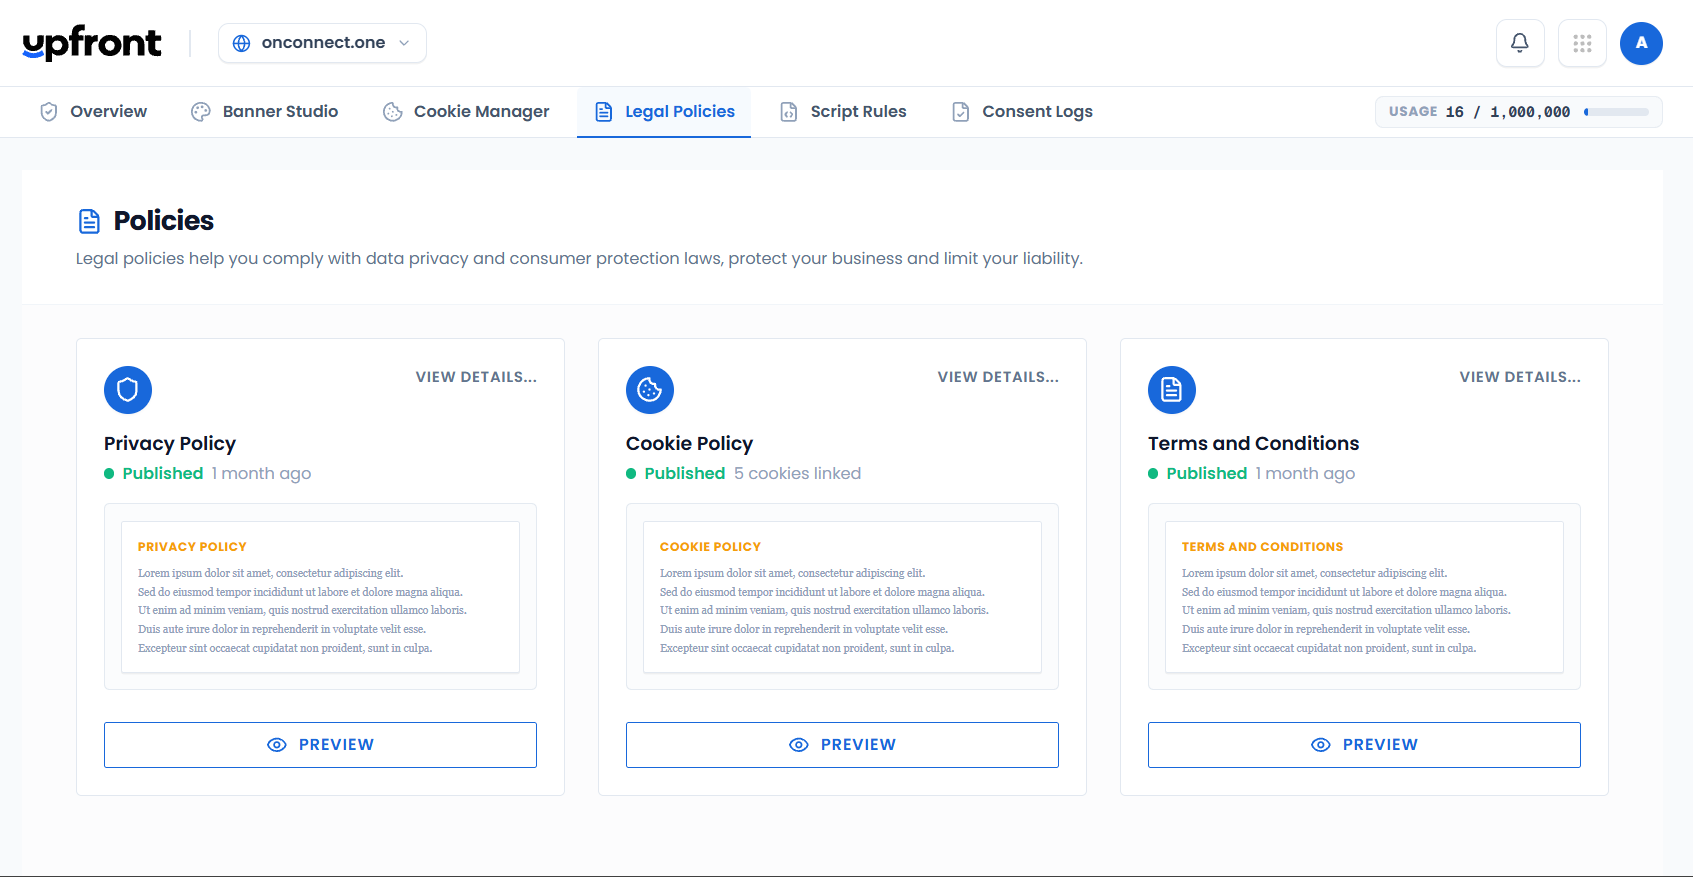 upfront
onconnect.one
A
Overview
Banner Studio
Cookie Manager
Legal Policies
Script Rules
Consent Logs
USAGE 16 / 1,000,000
Policies
Legal policies help you comply with data privacy and consumer protection laws, protect your business and limit your liability.
VIEW DETAILS...
Privacy Policy
Published 1 month ago
PRIVACY POLICY
Lorem ipsum dolor sit amet, consectetur adipiscing elit.
Sed do eiusmod tempor incididunt ut labore et dolore magna aliqua.
Ut enim ad minim veniam, quis nostrud exercitation ullamco laboris.
Duis aute irure dolor in reprehenderit in voluptate velit esse.
Excepteur sint occaecat cupidatat non proident, sunt in culpa.
PREVIEW
VIEW DETAILS...
Cookie Policy
Published 5 cookies linked
COOKIE POLICY
Lorem ipsum dolor sit amet, consectetur adipiscing elit.
Sed do eiusmod tempor incididunt ut labore et dolore magna aliqua.
Ut enim ad minim veniam, quis nostrud exercitation ullamco laboris.
Duis aute irure dolor in reprehenderit in voluptate velit esse.
Excepteur sint occaecat cupidatat non proident, sunt in culpa.
PREVIEW
VIEW DETAILS...
Terms and Conditions
Published 1 month ago
TERMS AND CONDITIONS
Lorem ipsum dolor sit amet, consectetur adipiscing elit.
Sed do eiusmod tempor incididunt ut labore et dolore magna aliqua.
Ut enim ad minim veniam, quis nostrud exercitation ullamco laboris.
Duis aute irure dolor in reprehenderit in voluptate velit esse.
Excepteur sint occaecat cupidatat non proident, sunt in culpa.
PREVIEW